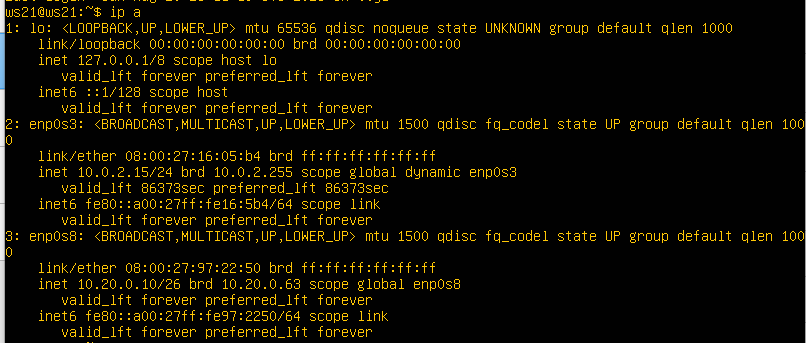 ws21@ws21:~$ ip a
1: lo: <LOOPBACK,UP,LOWER_UP> mtu 65536 qdisc noqueue state UNKNOWN group default qlen 1000
    link/loopback 00:00:00:00:00:00 brd 00:00:00:00:00:00
    inet 127.0.0.1/8 scope host lo
       valid_lft forever preferred_lft forever
    inet6 ::1/128 scope host
       valid_lft forever preferred_lft forever
2: enp0s3: <BROADCAST,MULTICAST,UP,LOWER_UP> mtu 1500 qdisc fq_codel state UP group default qlen 100
0
    link/ether 08:00:27:16:05:b4 brd ff:ff:ff:ff:ff:ff
    inet 10.0.2.15/24 brd 10.0.2.255 scope global dynamic enp0s3
       valid_lft 86373sec preferred_lft 86373sec
    inet6 fe80::a00:27ff:fe16:5b4/64 scope link
       valid_lft forever preferred_lft forever
3: enp0s8: <BROADCAST,MULTICAST,UP,LOWER_UP> mtu 1500 qdisc fq_codel state UP group default qlen 100
0
    link/ether 08:00:27:97:22:50 brd ff:ff:ff:ff:ff:ff
    inet 10.20.0.10/26 brd 10.20.0.63 scope global enp0s8
       valid_lft forever preferred_lft forever
    inet6 fe80::a00:27ff:fe97:2250/64 scope link
       valid_lft forever preferred_lft forever